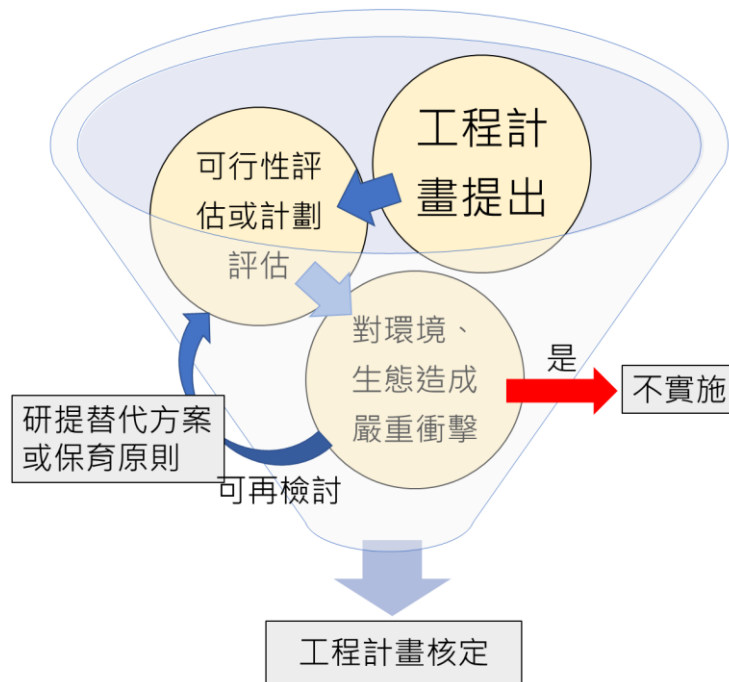 工程計
畫提出
可行性評
估或計劃
評估
對環境、
生態造成
嚴重衝擊
是
不實施
研提替代方案
或保育原則
可再檢討
工程計畫核定